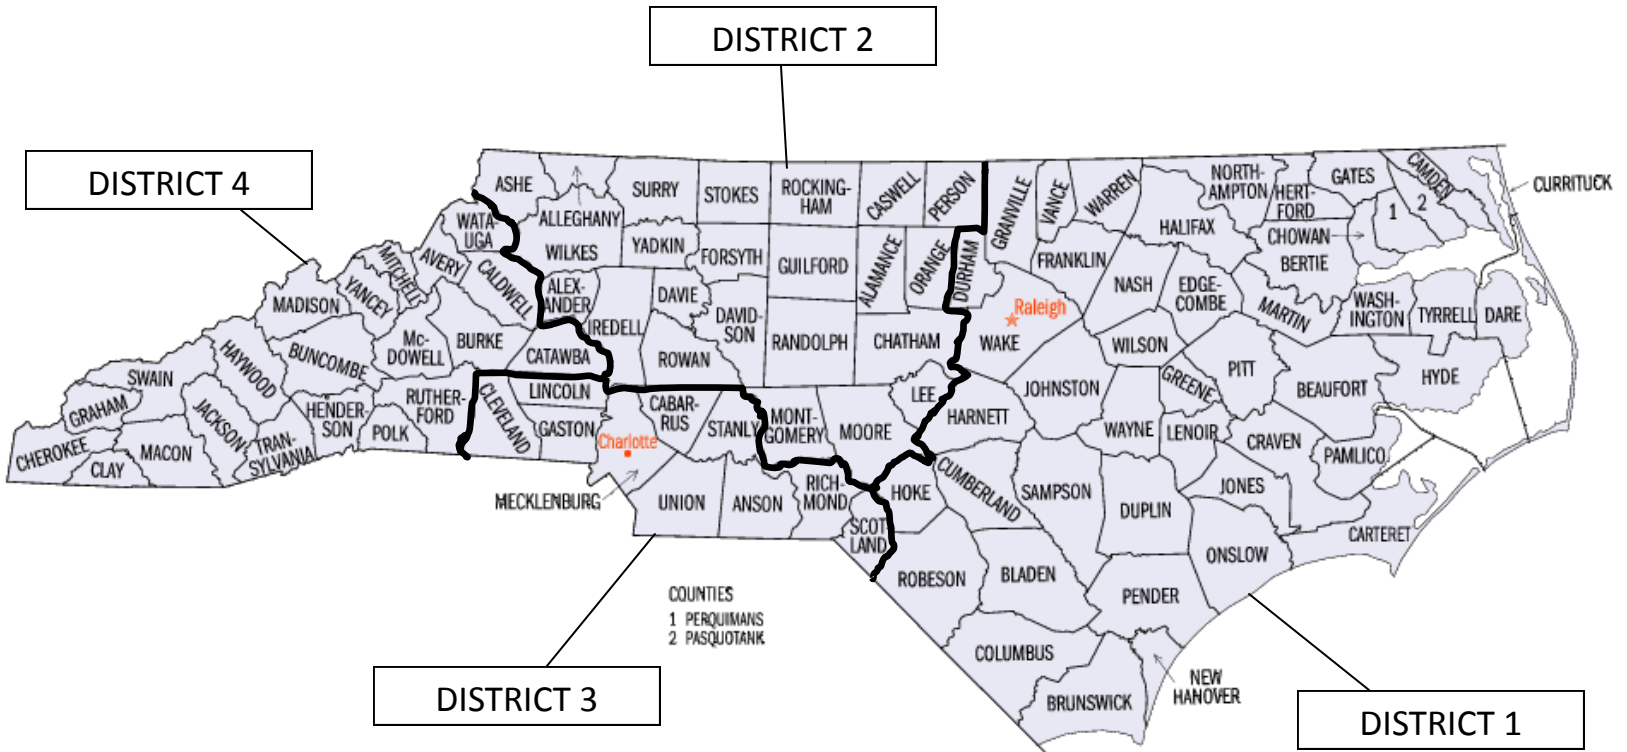 DISTRICT 2
DISTRICT 4
DISTRICT 3
DISTRICT 1
ASHE
ALLEGHANY
SURRY
STOKES
ROCKING-
HAM
CASWELL
PERSON
GRANVILLE
VANCE
WARREN
NORTH-
AMPTON
HERT-
FORD
GATES
CAMDEN
CURRITUCK
1
2
WATA-
UGA
WILKES
YADKIN
FORSYTH
GUILFORD
ALAMANCE
ORANGE
DURHAM
FRANKLIN
HALIFAX
CHOWAN
BERTIE
MITCHELL
AVERY
CALDWELL
ALEX-
ANDER
IREDELL
DAVIE
DAVID-
SON
RANDOLPH
CHATHAM
Raleigh
WAKE
NASH
EDGE-
COMBE
MARTIN
WASH-
INGTON
TYRRELL
DARE
MADISON
YANCEY
Mc-
DOWELL
BURKE
CATAWBA
ROWAN
WILSON
PITT
BEAUFORT
HYDE
SWAIN
HAYWOOD
BUNCOMBE
RUTHER-
FORD
CLEVELAND
LINCOLN
GASTON
CABAR-
RUS
STANLY
MONT-
GOMERY
MOORE
LEE
HARNETT
JOHNSTON
GREENE
WAYNE
LENOIR
CRAVEN
PAMLICO
GRAHAM
CHEROKEE
CLAY
MACON
JACKSON
TRAN-
SYLVANIA
HENDER-
SON
POLK
Charlotte
MECKLENBURG
UNION
ANSON
RICH-
MOND
SCOT-
LAND
HOKE
CUMBERLAND
SAMPSON
DUPLIN
JONES
CARTERET
ONSLOW
ROBESON
BLADEN
PENDER
COLUMBUS
BRUNSWICK
NEW
HANOVER
COUNTIES
1 PERQUIMANS
2 PASQUOTANK